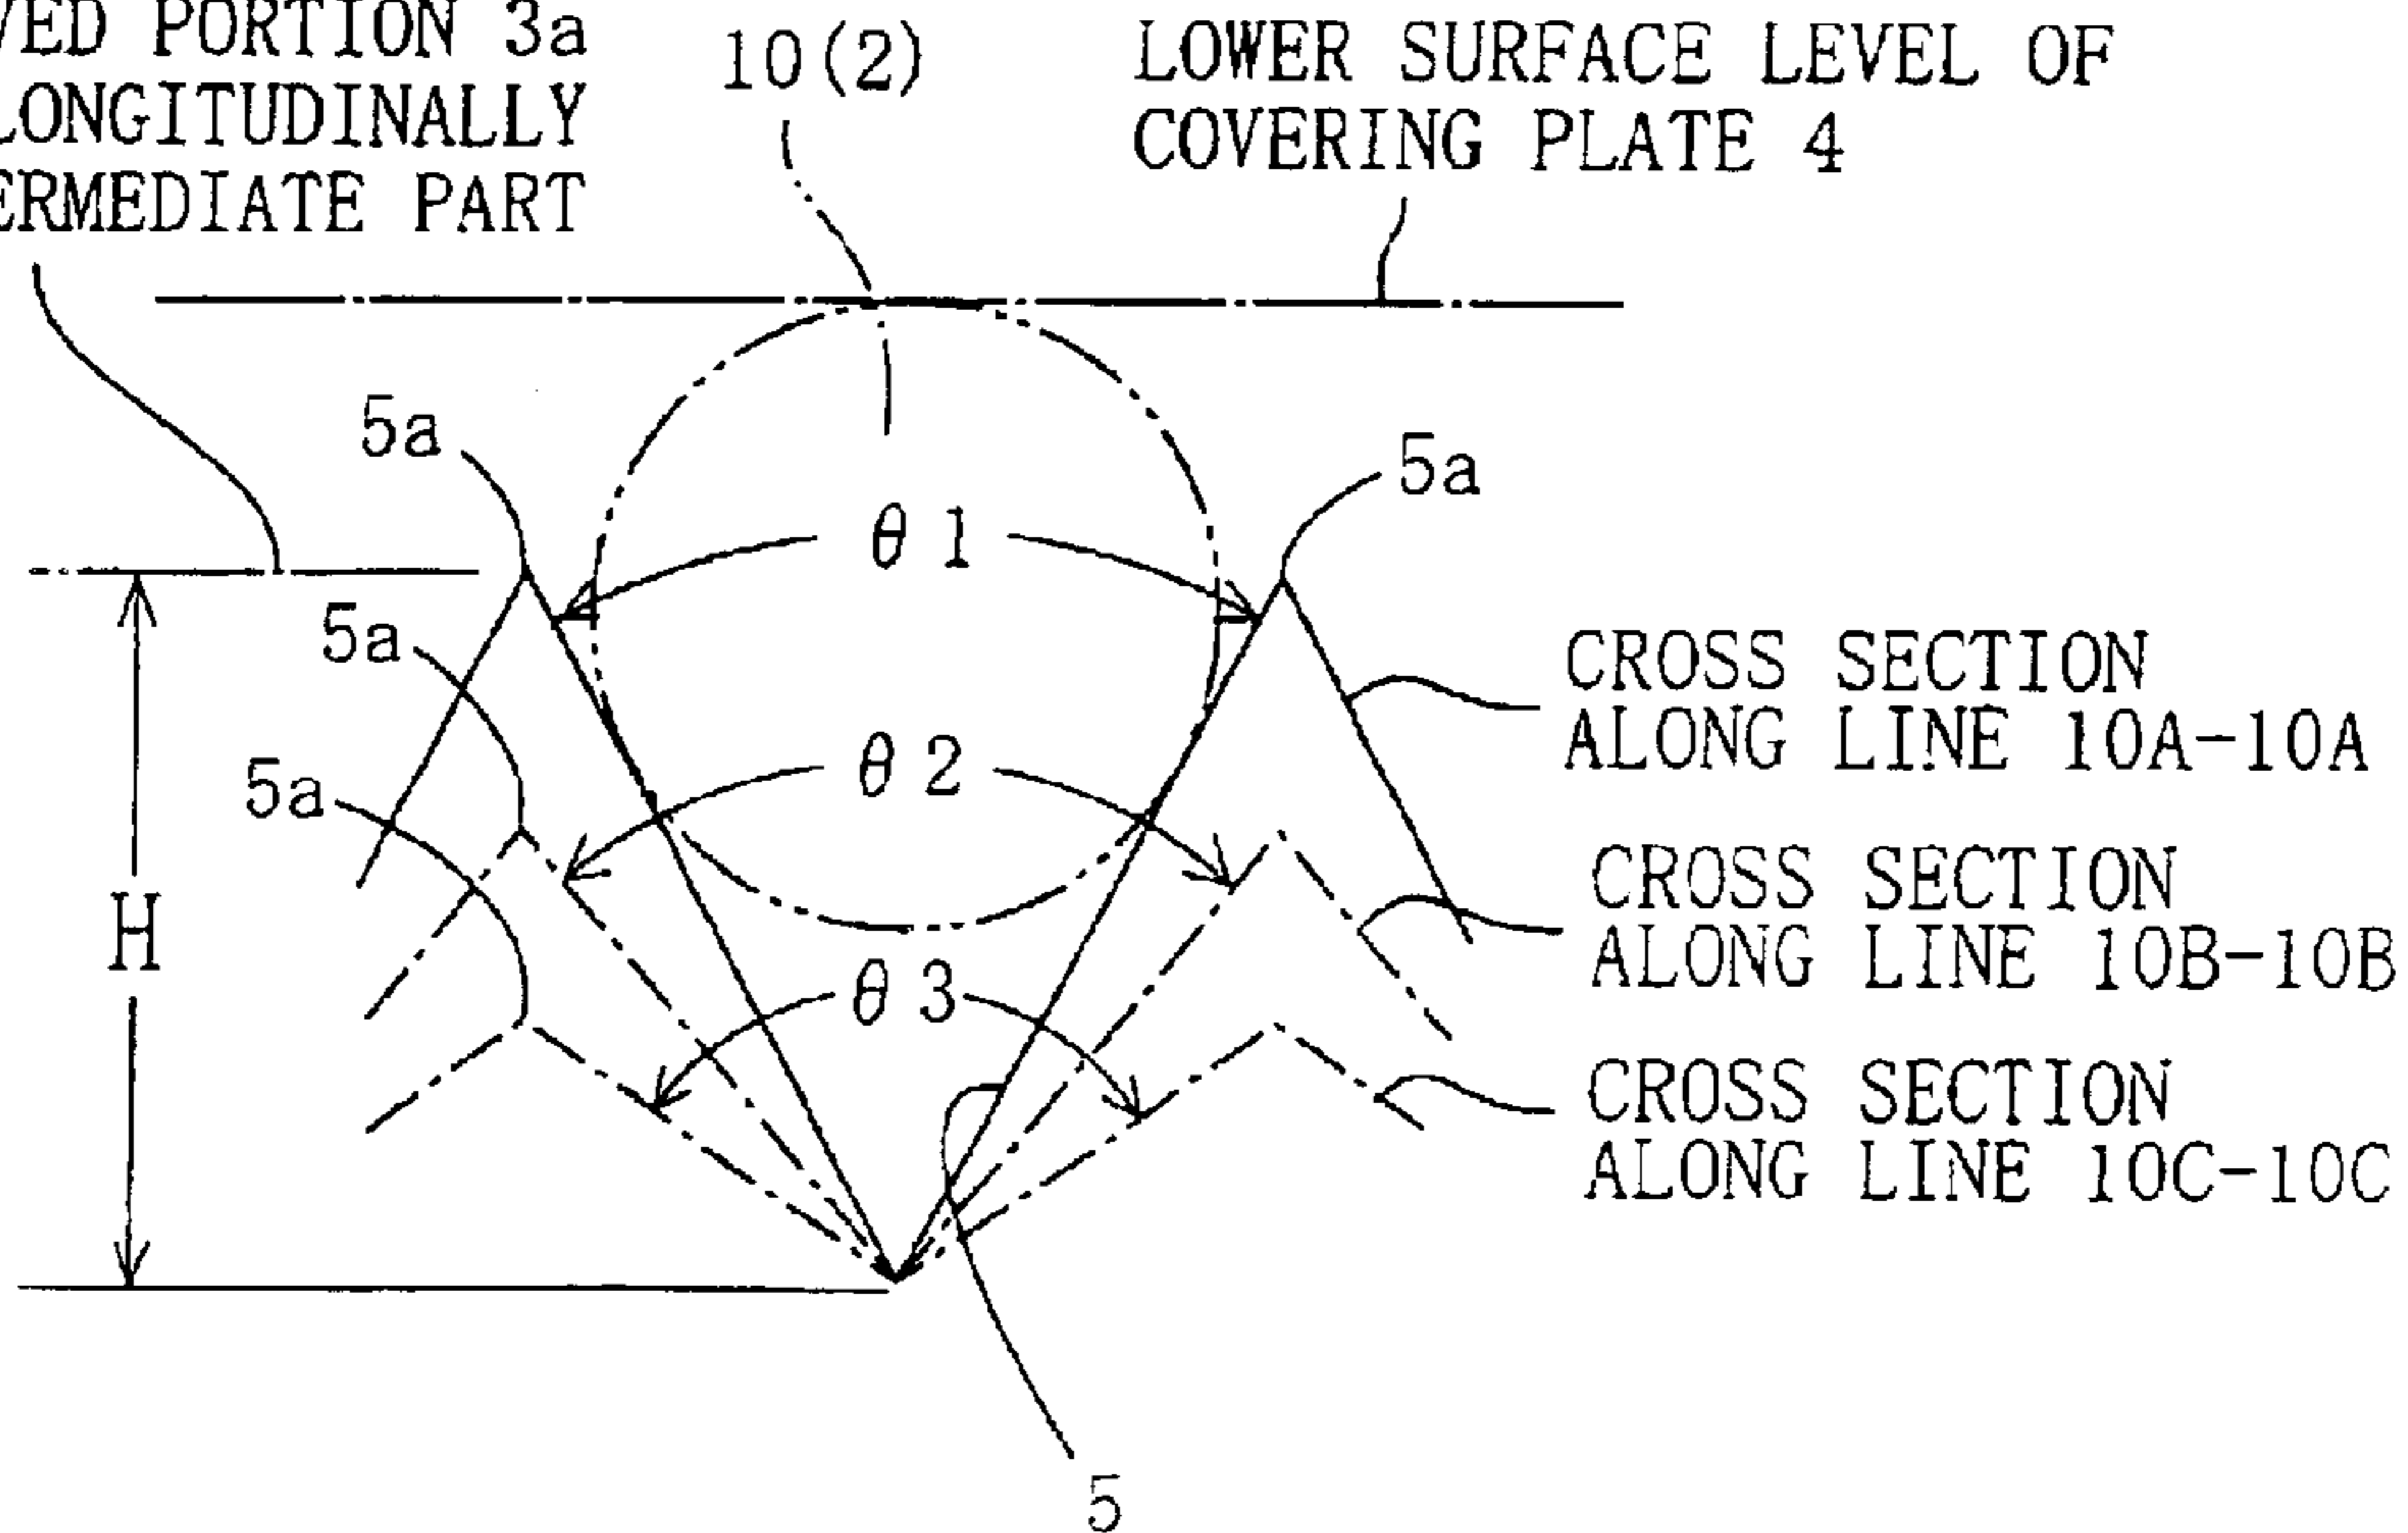 PORTION 3a
LONGITUDINALLY
PART
10(2)
LOWER SURFACE LEVEL OF
COVERING PLATE 4
5a
5a
θ1
5a
CROSS SECTION
ALONG LINE 10A-10A
θ2
5a
CROSS SECTION
ALONG LINE 10B-10B
H
θ3
CROSS SECTION
ALONG LINE 10C-10C
5